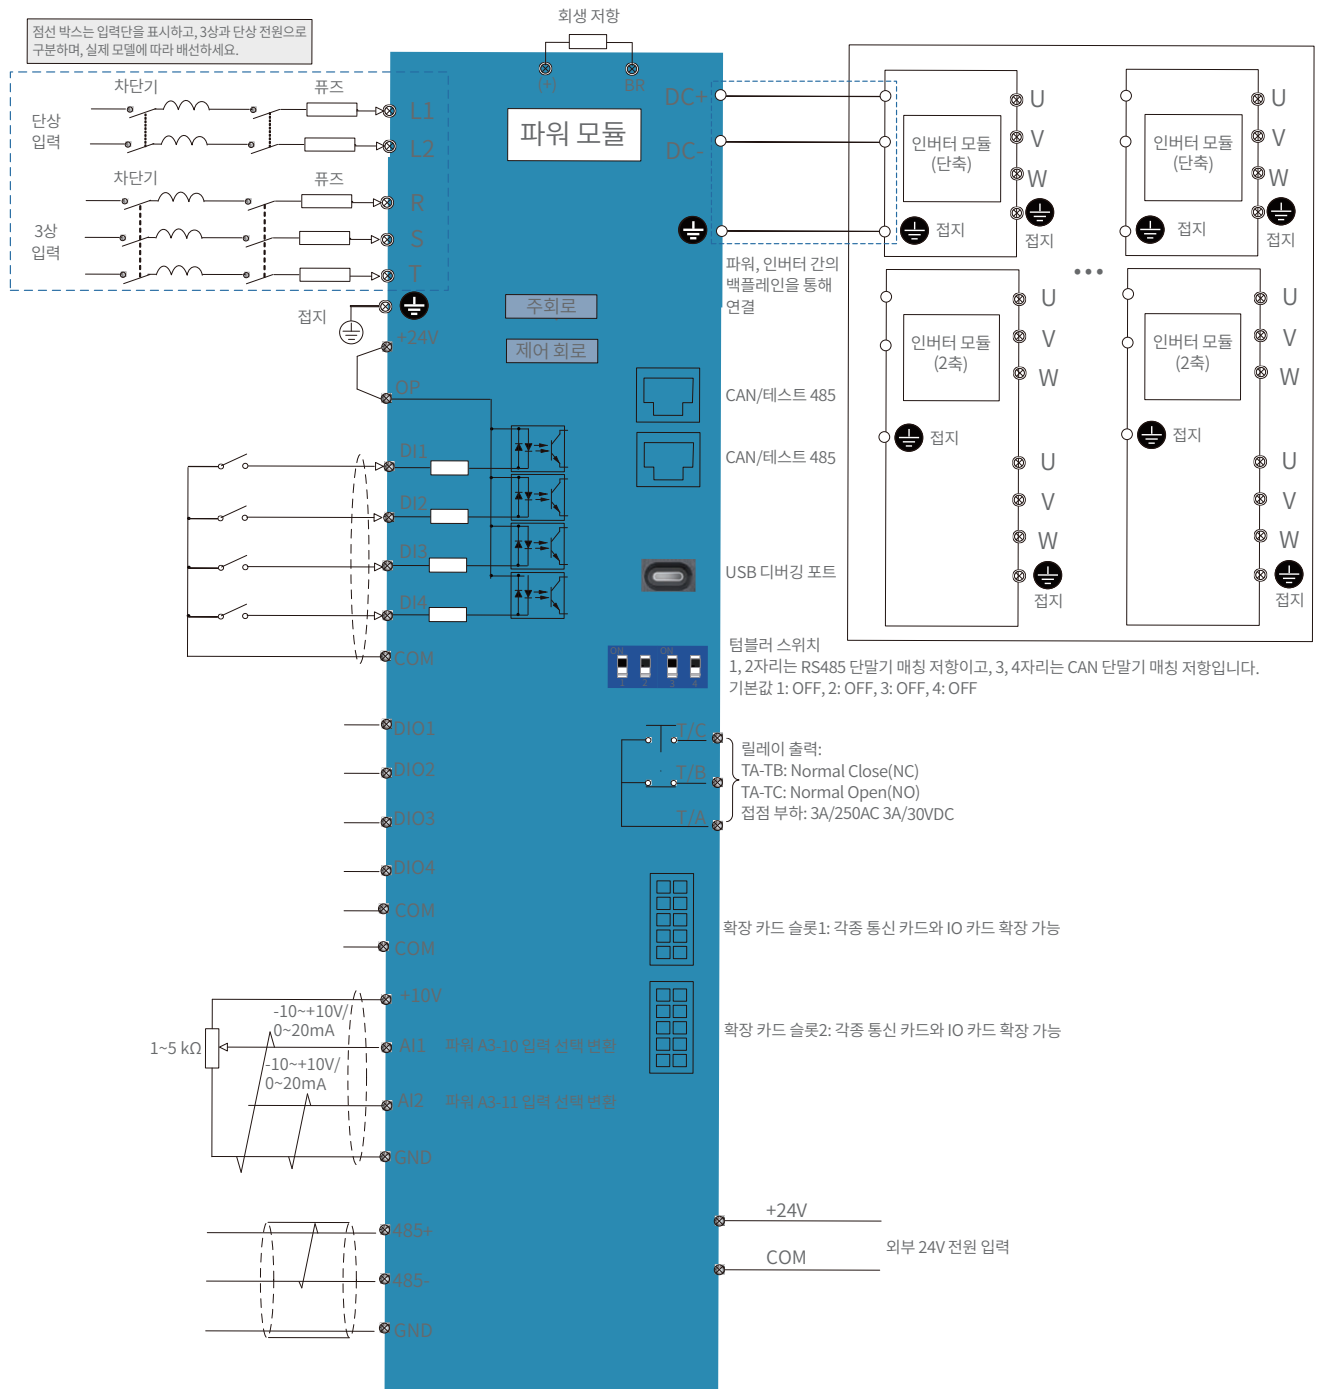 점선 박스는 입력단을 표시하고, 3상과 단상 전원으로
구분하며, 실제 모델에 따라 배선하세요.
회생 저항
(+)
BR
차단기
퓨즈
단상
입력
L1
L2
차단기
퓨즈
3상
입력
R
S
T
접지
파워 모듈
DC+
DC-
파워, 인버터 간의
백플레인을 통해
연결
주회로
제어 회로
인버터 모듈
(단축)
U
V
W
접지
접지
인버터 모듈
(단축)
U
V
W
접지
접지
•••
인버터 모듈
(2축)
U
V
W
접지
U
V
W
접지
인버터 모듈
(2축)
U
V
W
접지
U
V
W
접지
+24V
OP
DI1
DI2
DI3
DI4
COM
CAN/테스트 485
CAN/테스트 485
USB 디버깅 포트
ON
ON
1
2
3
4
텀블러 스위치
1, 2자리는 RS485 단말기 매칭 저항이고, 3, 4자리는 CAN 단말기 매칭 저항입니다.
기본값 1: OFF, 2: OFF, 3: OFF, 4: OFF
DIO1
DIO2
DIO3
DIO4
COM
COM
T/C
T/B
T/A
릴레이 출력:
TA-TB: Normal Close(NC)
TA-TC: Normal Open(NO)
접점 부하: 3A/250AC 3A/30VDC
확장 카드 슬롯1: 각종 통신 카드와 IO 카드 확장 가능
확장 카드 슬롯2: 각종 통신 카드와 IO 카드 확장 가능
+10V
-10~+10V/
0~20mA
1~5 kΩ
AI1
파워 A3-10 입력 선택 변환
-10~+10V/
0~20mA
AI2
파워 A3-11 입력 선택 변환
GND
485+
485-
GND
+24V
COM
외부 24V 전원 입력